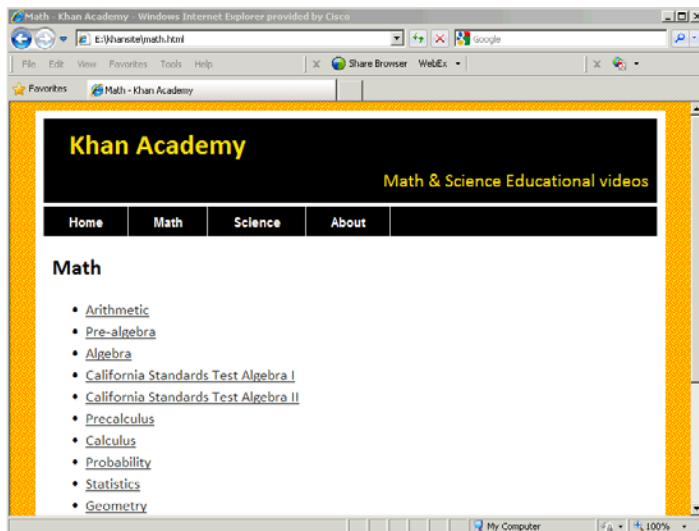 Math - Khan Academy - Windows Internet Explorer provided by Cisco
E:\khansite\math.html
Google
File Edit View Favorites Tools Help
x Share Browser WebEx
x
Favorites
Math - Khan Academy
Khan Academy
Math & Science Educational videos
Home Math Science About
Math
• Arithmetic
• Pre-algebra
• Algebra
• California Standards Test Algebra I
• California Standards Test Algebra II
• Precalculus
• Calculus
• Probability
• Statistics
• Geometry
My Computer
100%